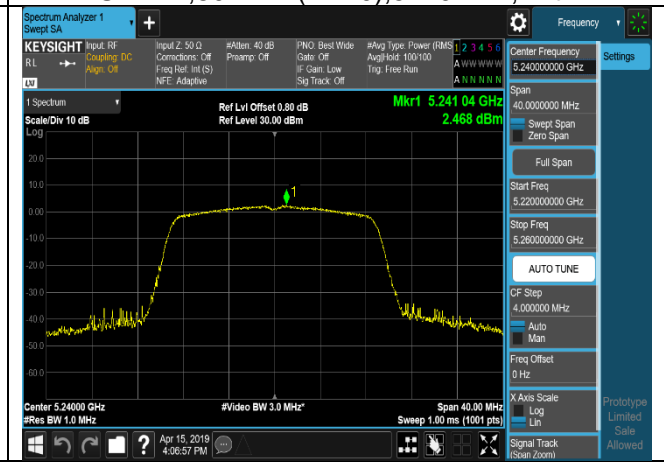 Spectrum Analyzer 1
Swept SA
+
Frequency
KEYSIGHT
RL
LXI
Input: RF
Coupling: DC
Align: Off
Input Z: 50 Ω
Corrections: Off
Freq Ref: Int (S)
NFE: Adaptive
#Atten: 40 dB
Preamp: Off
PNO: Best Wide
Gate: Off
IF Gain: Low
Sig Track: Off
#Avg Type: Power (RMS
Avg|Hold: 100/100
Trig: Free Run
1 2 3 4 5 6
A W W W W W
A N N N N N
1 Spectrum
Scale/Div 10 dB
Log
Ref Lvl Offset 0.80 dB
Ref Level 30.00 dBm
Mkr1 5.241 04 GHz
2.468 dBm
20.0
10.0
0.00
-10.0
-20.0
-30.0
-40.0
-50.0
-60.0
1
Center 5.24000 GHz
#Res BW 1.0 MHz
#Video BW 3.0 MHz*
Span 40.00 MHz
Sweep 1.00 ms (1001 pts)
Center Frequency
5.240000000 GHz
Span
40.0000000 MHz
Swept Span
Zero Span
Full Span
Start Freq
5.220000000 GHz
Stop Freq
5.260000000 GHz
AUTO TUNE
CF Step
4.000000 MHz
Auto
Man
Freq Offset
0 Hz
X Axis Scale
Log
Lin
Signal Track
(Span Zoom)
Settings
Prototype
Limited
Sale
Allowed
?
Apr 15, 2019
4:06:57 PM